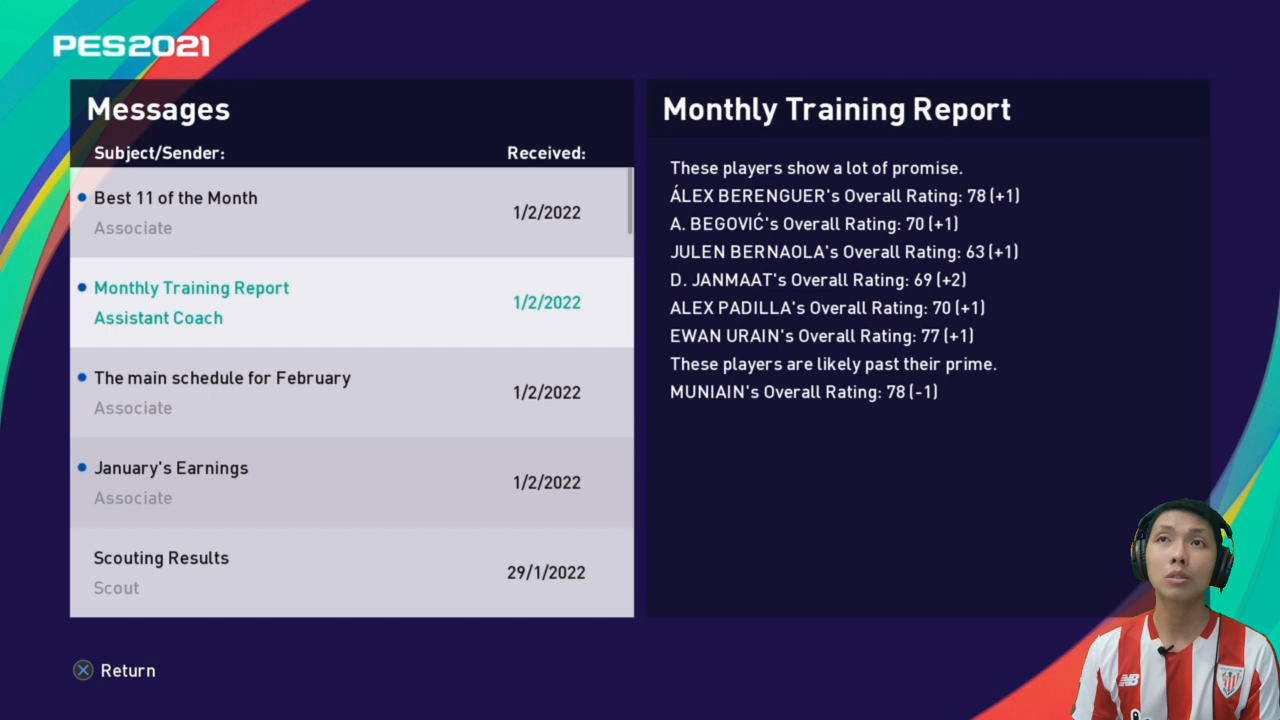 PES2021
Messages
Subject/Sender:
Received:
Best 11 of the Month
Associate
1/2/2022
Monthly Training Report
Assistant Coach
1/2/2022
The main schedule for February
Associate
1/2/2022
January's Earnings
Associate
1/2/2022
Scouting Results
Scout
29/1/2022
Return
Monthly Training Report
These players show a lot of promise.
ÁLEX BERENGUER's Overall Rating: 78 (+1)
A. BEGOVIĆ's Overall Rating: 70 (+1)
JULEN BERNAOLA's Overall Rating: 63 (+1)
D. JANMAAT's Overall Rating: 69 (+2)
ALEX PADILLA's Overall Rating: 70 (+1)
EWAN URAIN's Overall Rating: 77 (+1)
These players are likely past their prime.
MUNIAIN's Overall Rating: 78 (-1)
NB